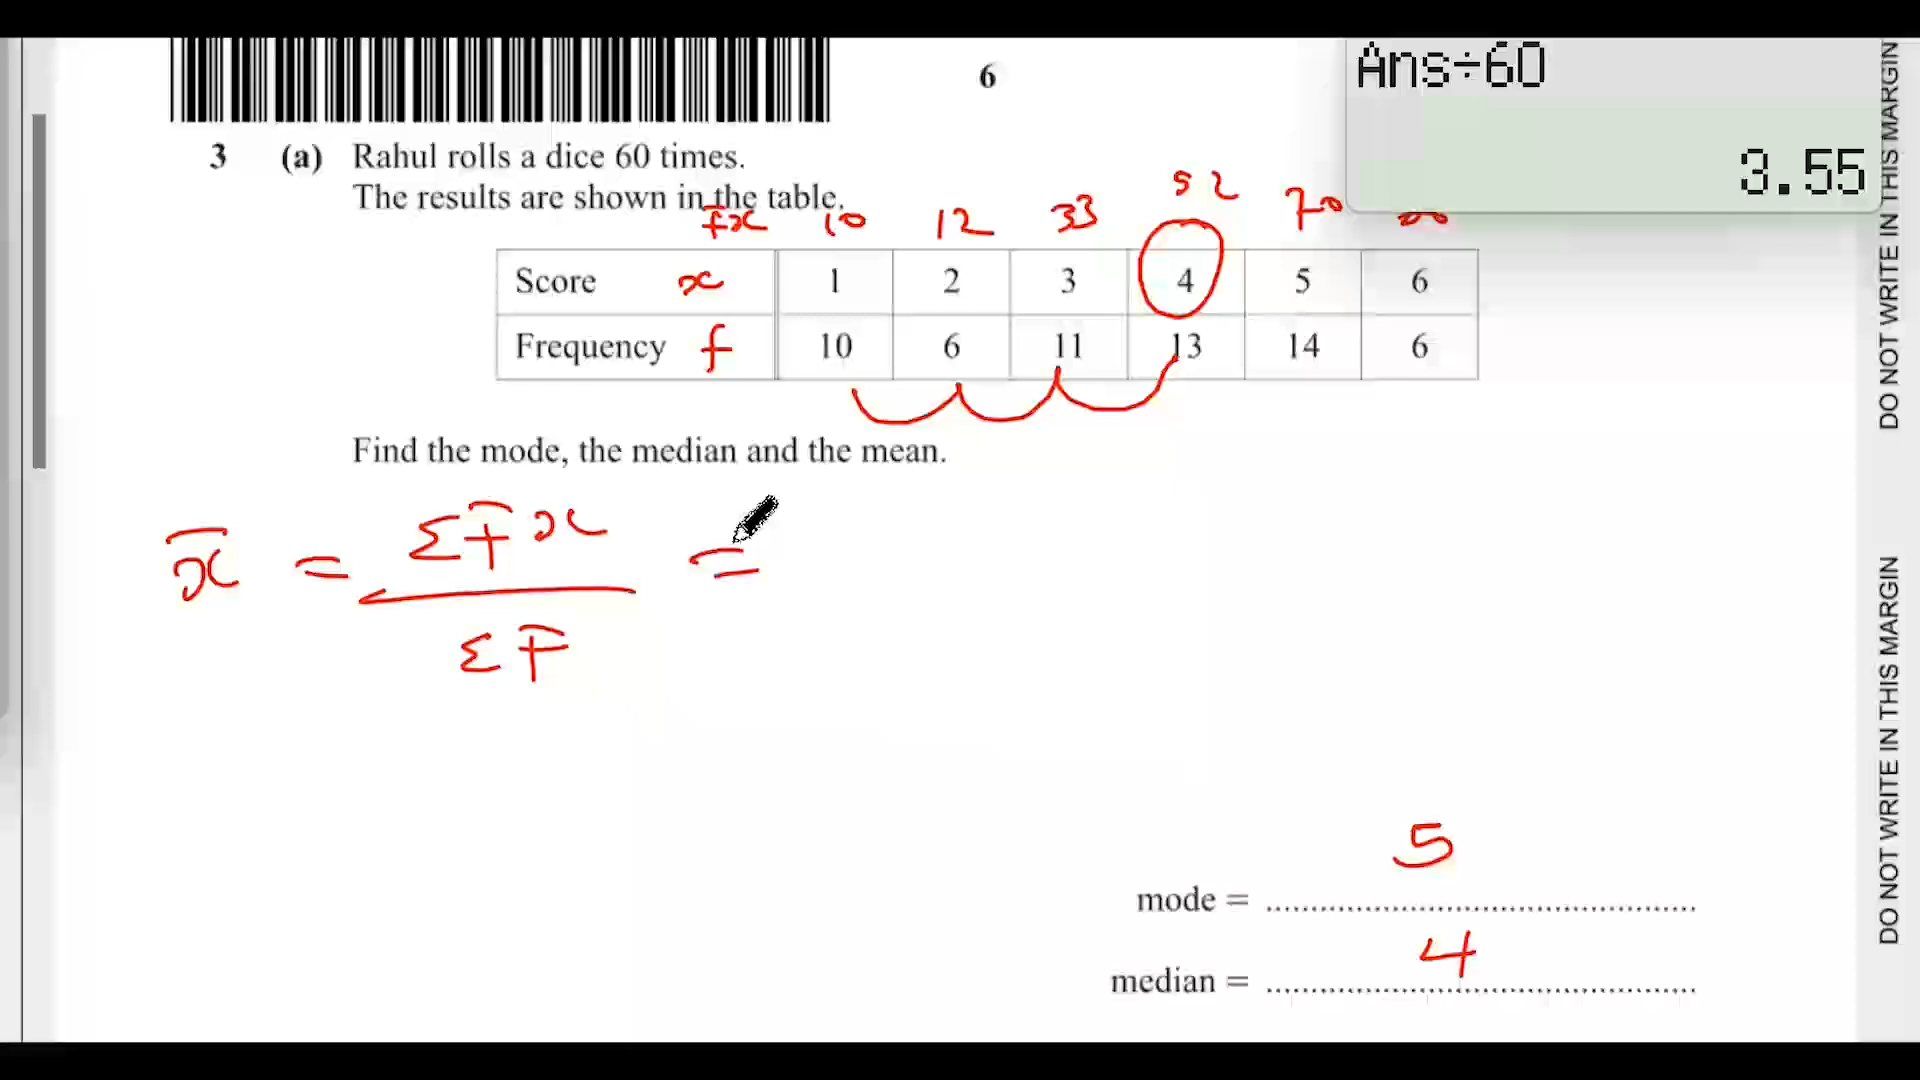 Ans÷60
3.55
6
3 (a) Rahul rolls a dice 60 times.
The results are shown in the table.
fx 10 12 33 52 70
Score x 1 2 3 4 5 6
Frequency f 10 6 11 13 14 6
Find the mode, the median and the mean.
x̄ = Σfx / Σf =
5
mode = ........................................
4
median = ........................................
DO NOT WRITE IN THIS MARGIN
DO NOT WRITE IN THIS MARGIN